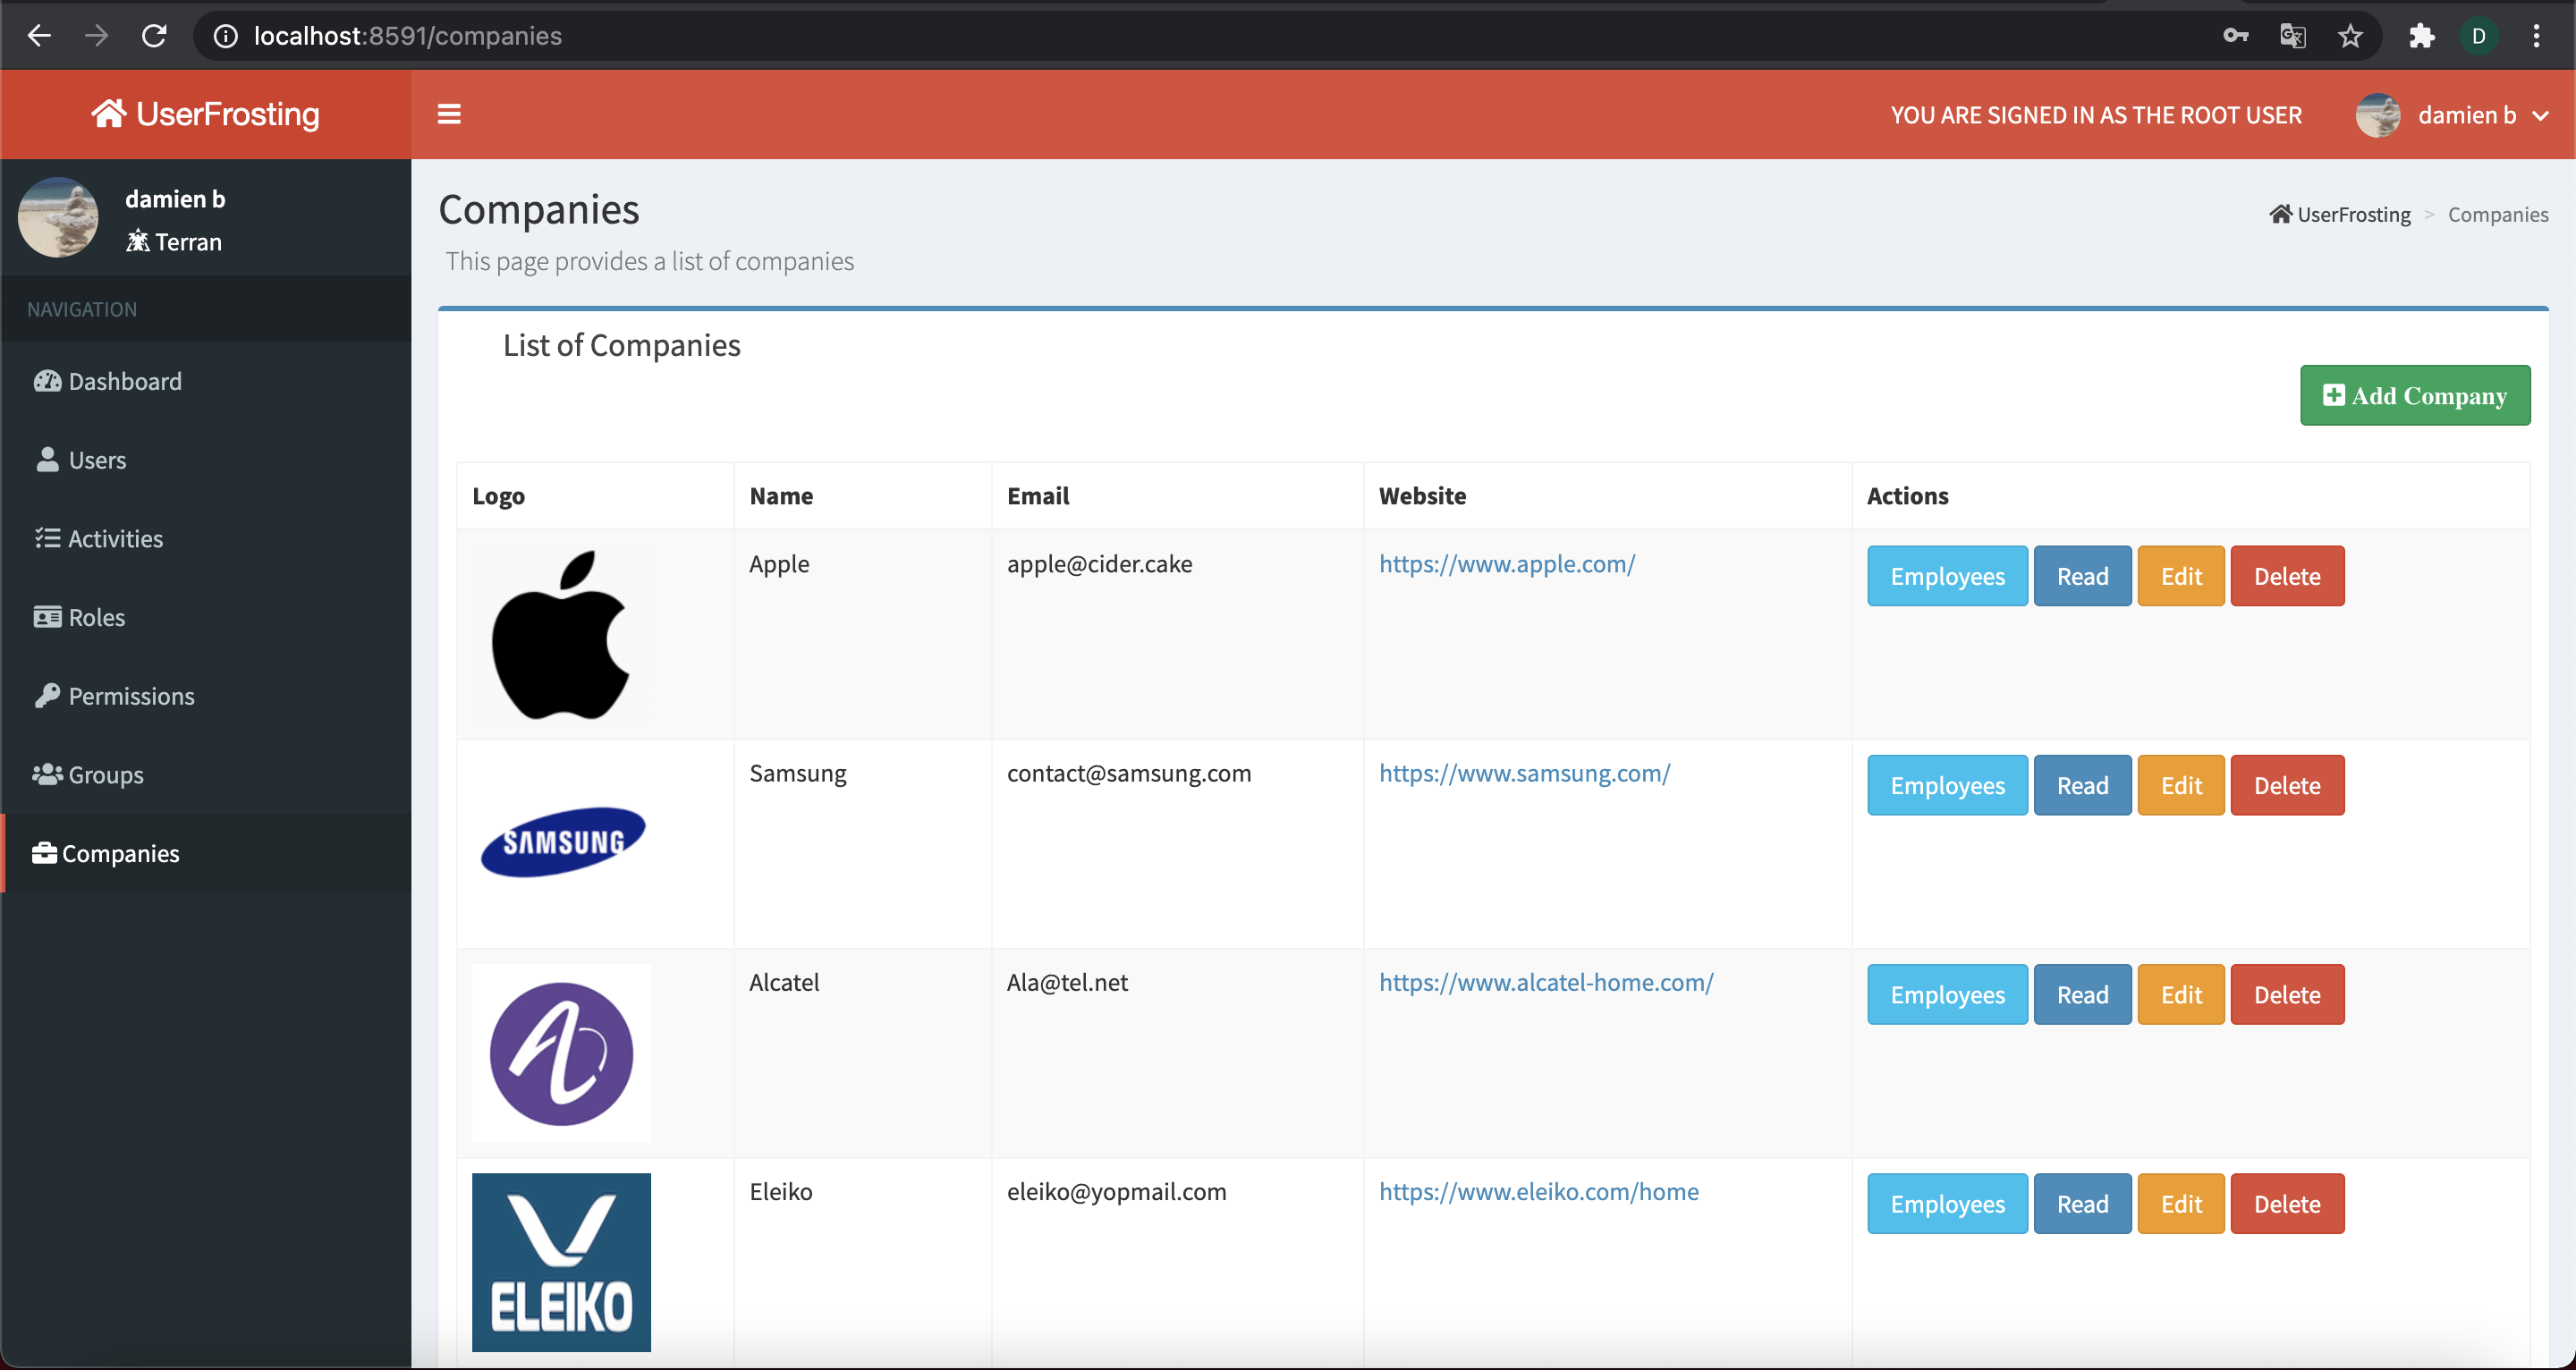 localhost:8591/companies
D
UserFrosting
YOU ARE SIGNED IN AS THE ROOT USER
damien b
damien b
Terran
NAVIGATION
Dashboard
Users
Activities
Roles
Permissions
Groups
Companies
Companies
This page provides a list of companies
UserFrosting > Companies
List of Companies
Add Company
Logo Name Email Website Actions
Apple apple@cider.cake https://www.apple.com/ Employees Read Edit Delete
SAMSUNG Samsung contact@samsung.com https://www.samsung.com/ Employees Read Edit Delete
Alcatel Ala@tel.net https://www.alcatel-home.com/ Employees Read Edit Delete
ELEIKO Eleiko eleiko@yopmail.com https://www.eleiko.com/home Employees Read Edit Delete